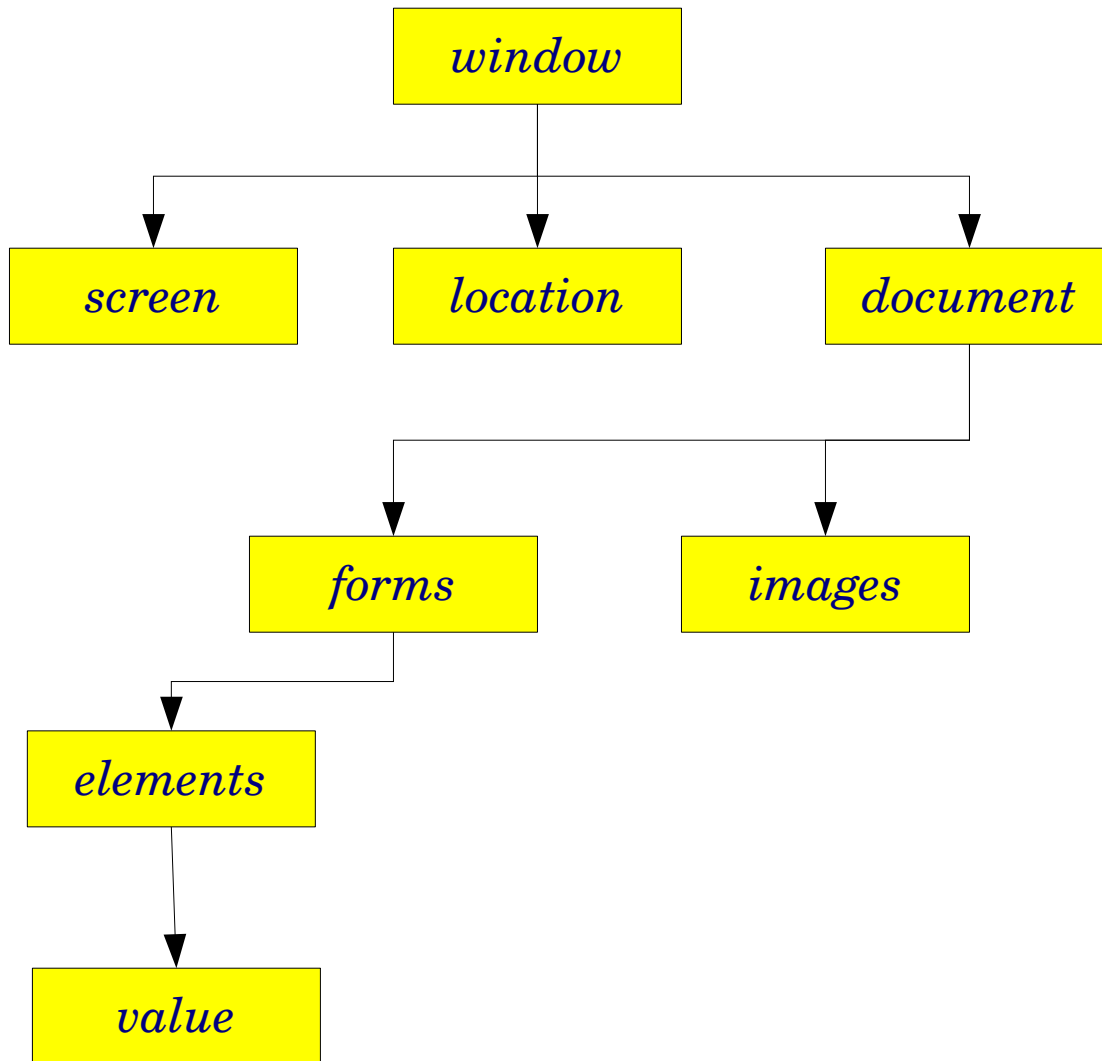 window
screen
location
document
forms
images
elements
value